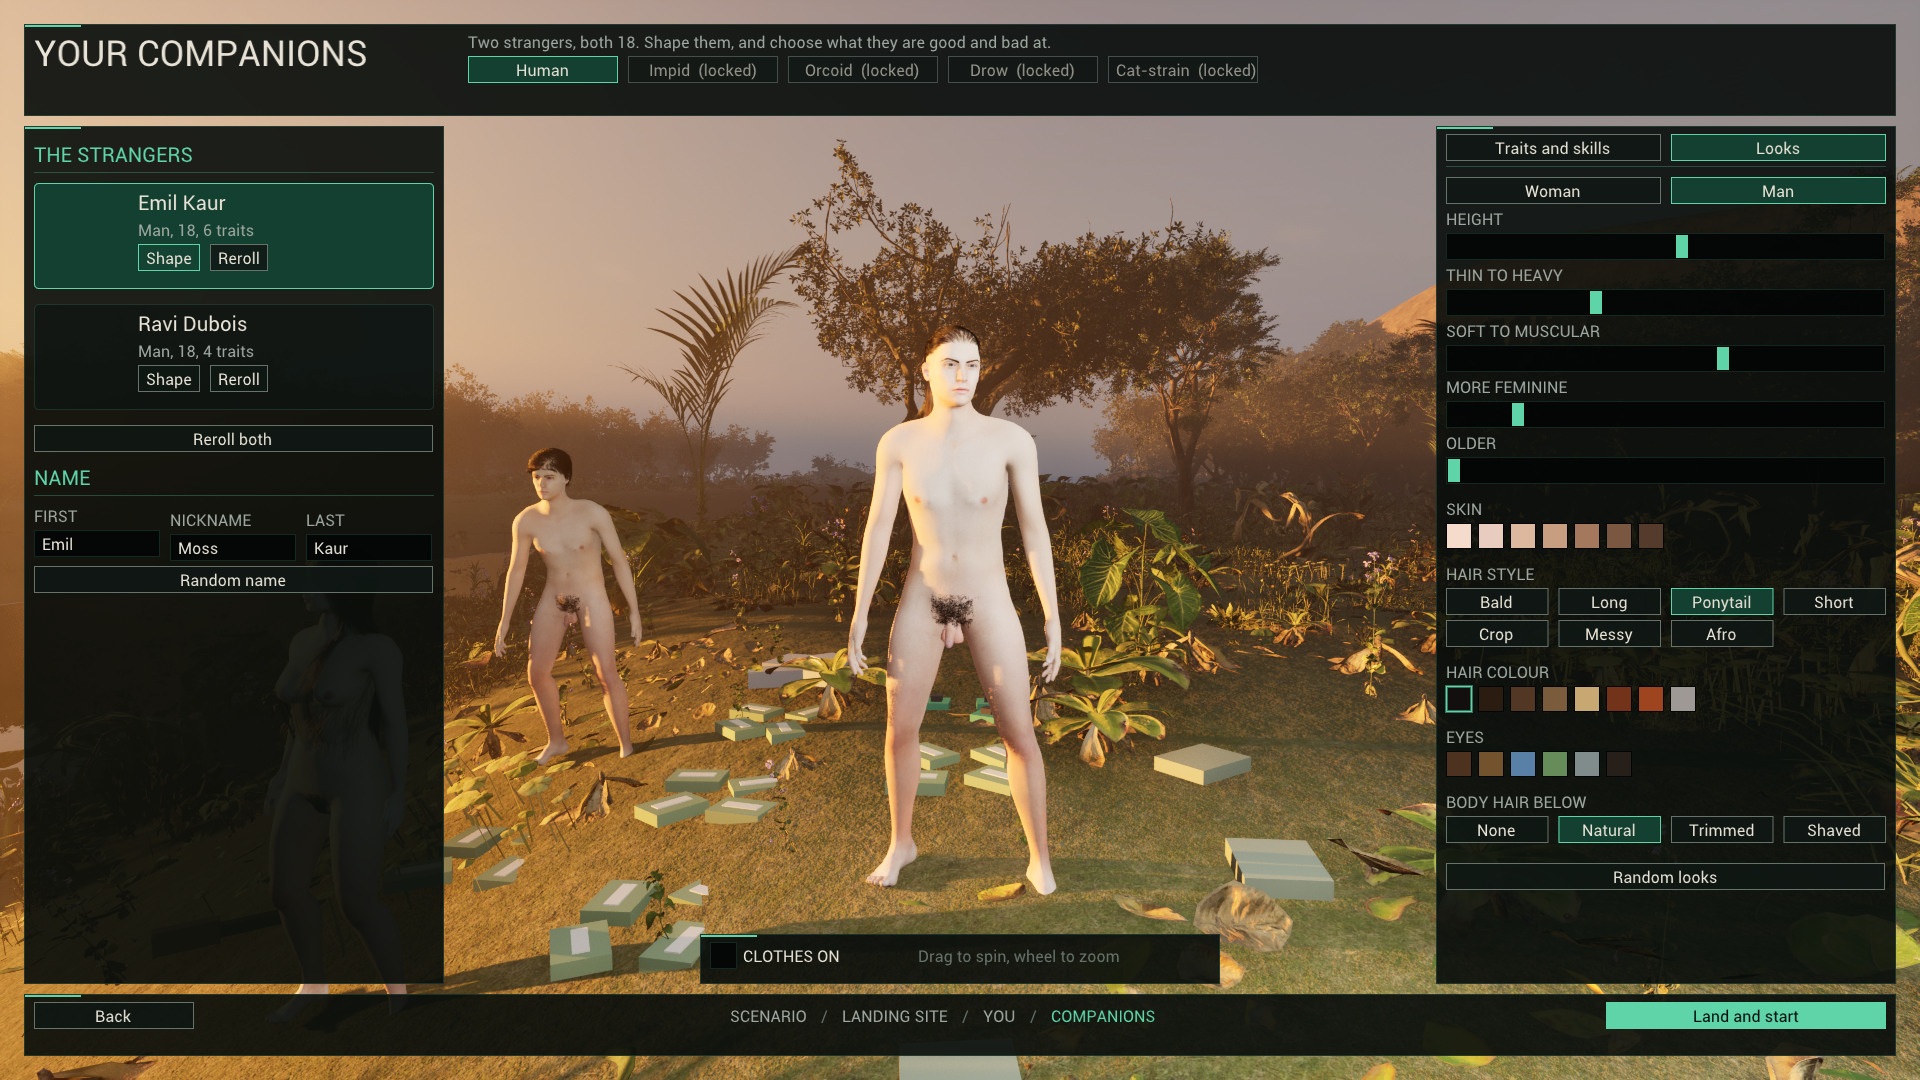 YOUR COMPANIONS
Two strangers, both 18. Shape them, and choose what they are good and bad at.
Human
Impid (locked)
Orcoid (locked)
Drow (locked)
Cat-strain (locked)
THE STRANGERS
Emil Kaur
Man, 18, 6 traits
Shape
Reroll
Ravi Dubois
Man, 18, 4 traits
Shape
Reroll
Reroll both
NAME
FIRST
NICKNAME
LAST
Emil
Moss
Kaur
Random name
Traits and skills
Looks
Woman
Man
HEIGHT
THIN TO HEAVY
SOFT TO MUSCULAR
MORE FEMININE
OLDER
SKIN
HAIR STYLE
Bald
Long
Ponytail
Short
Crop
Messy
Afro
HAIR COLOUR
EYES
BODY HAIR BELOW
None
Natural
Trimmed
Shaved
Random looks
CLOTHES ON
Drag to spin, wheel to zoom
Back
SCENARIO / LANDING SITE / YOU / COMPANIONS
Land and start